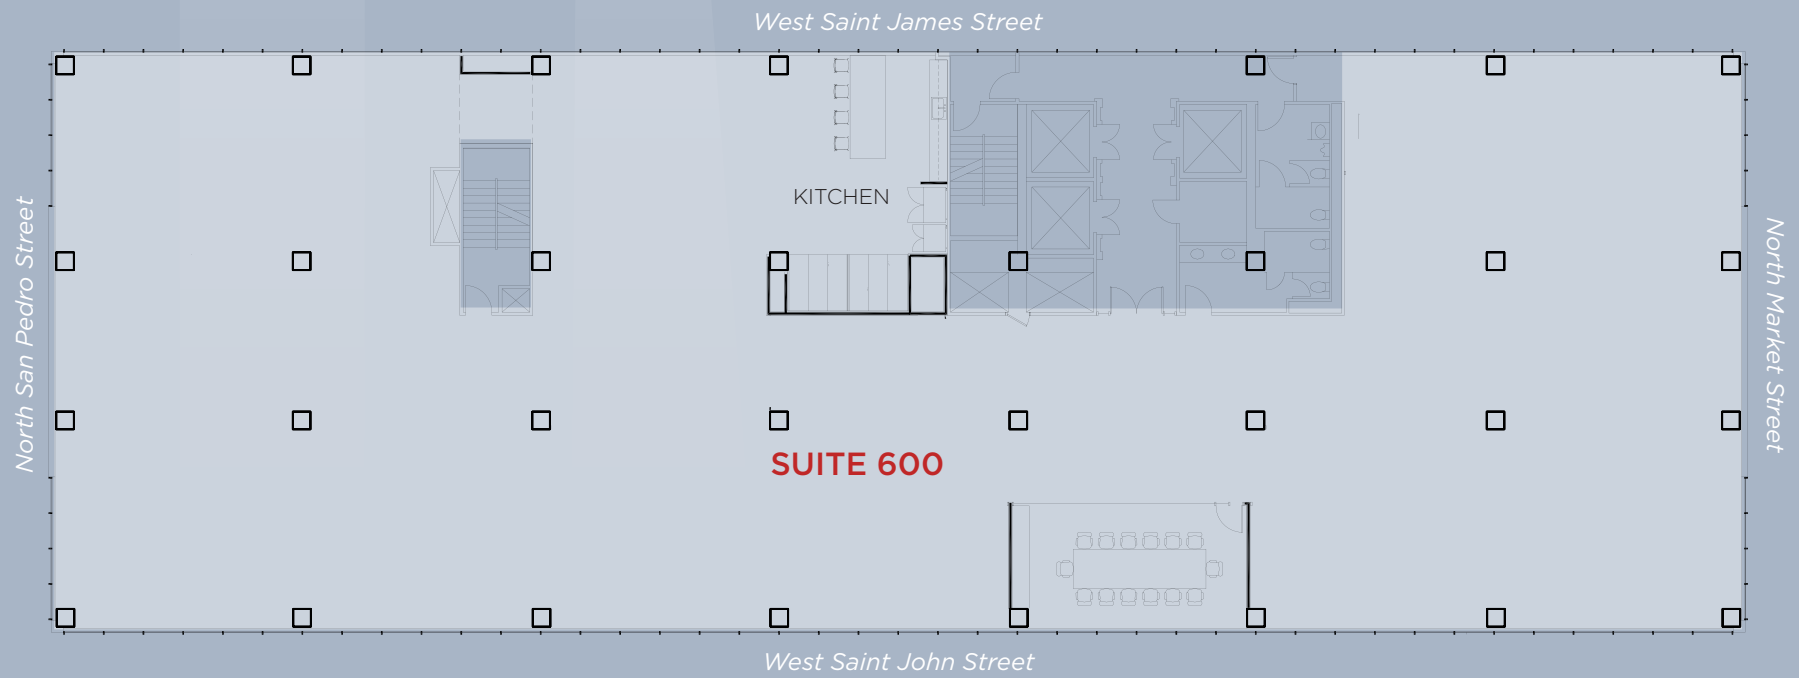 West Saint James Street
KITCHEN
North San Pedro Street
North Market Street
SUITE 600
West Saint John Street